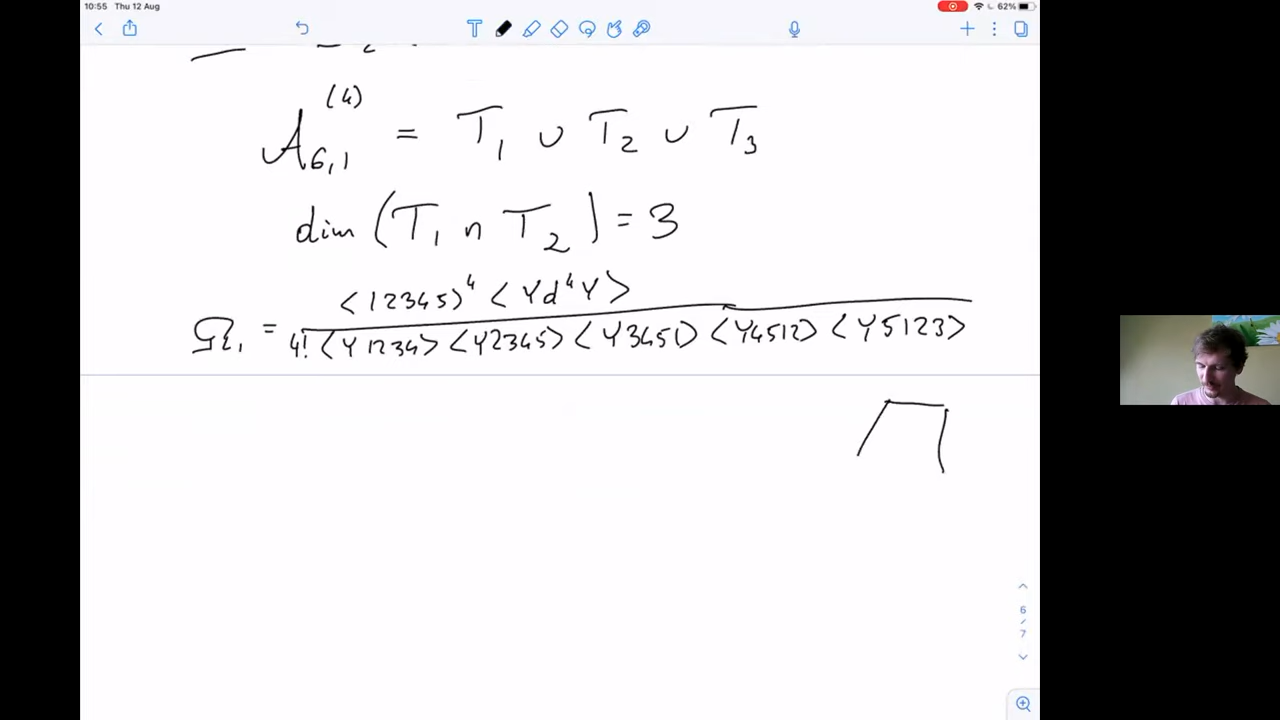 10:55 Thu 12 Aug
62%
A_{6,1}^{(4)} = T_1 ∪ T_2 ∪ T_3
dim (T_1 ∩ T_2) = 3
Ω_1 = <12345>^4 <Yd^4Y> / 4! <Y1234> <Y2345> <Y3451> <Y4512> <Y5123>
6
/
7